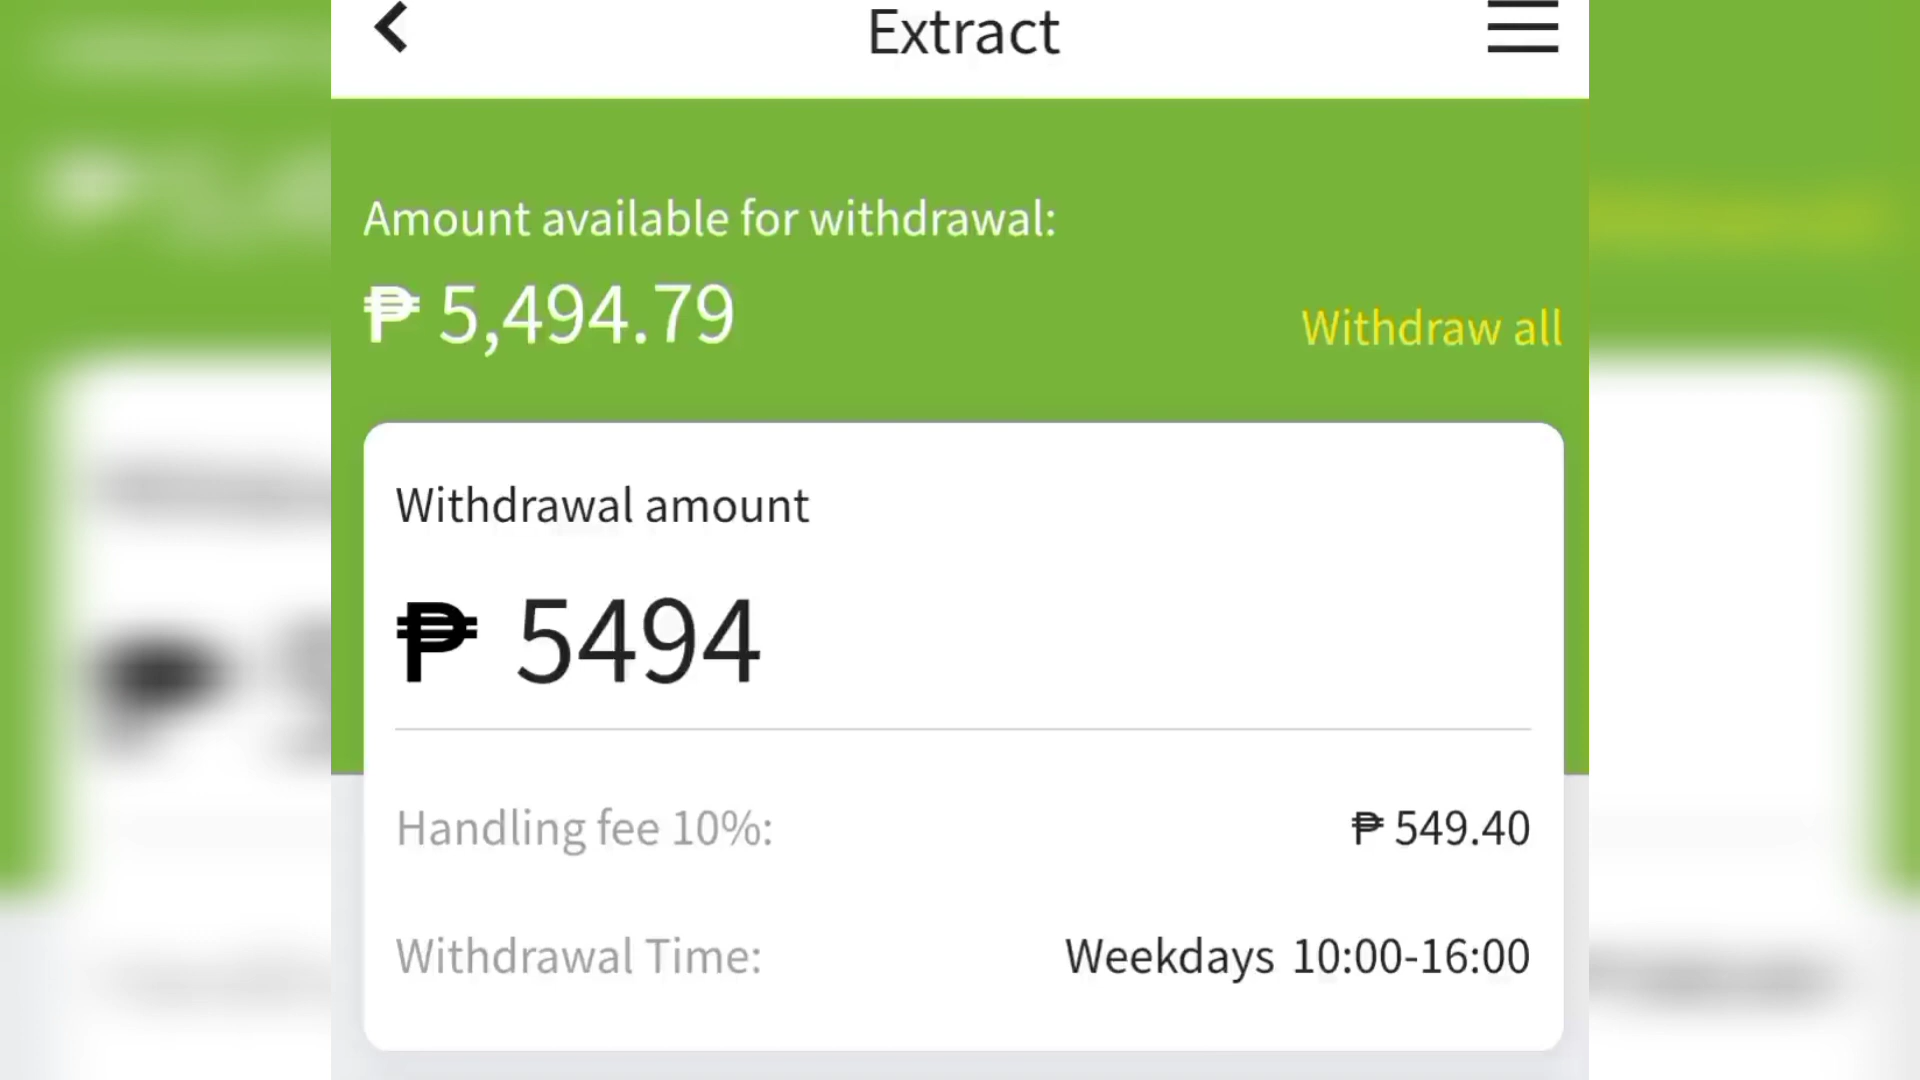 Extract
Amount available for withdrawal:
₱ 5,494.79
Withdraw all
Withdrawal amount
₱ 5494
Handling fee 10%:
₱ 549.40
Withdrawal Time:
Weekdays 10:00-16:00